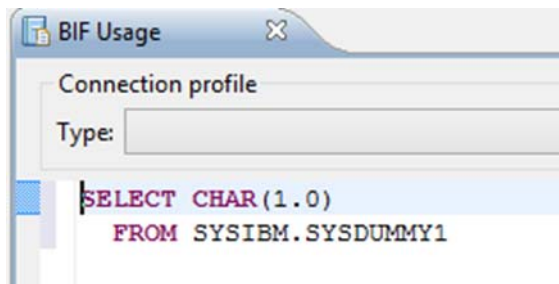 BIF Usage
Connection profile
Type:
SELECT CHAR(1.0)
FROM SYSIBM.SYSDUMMY1